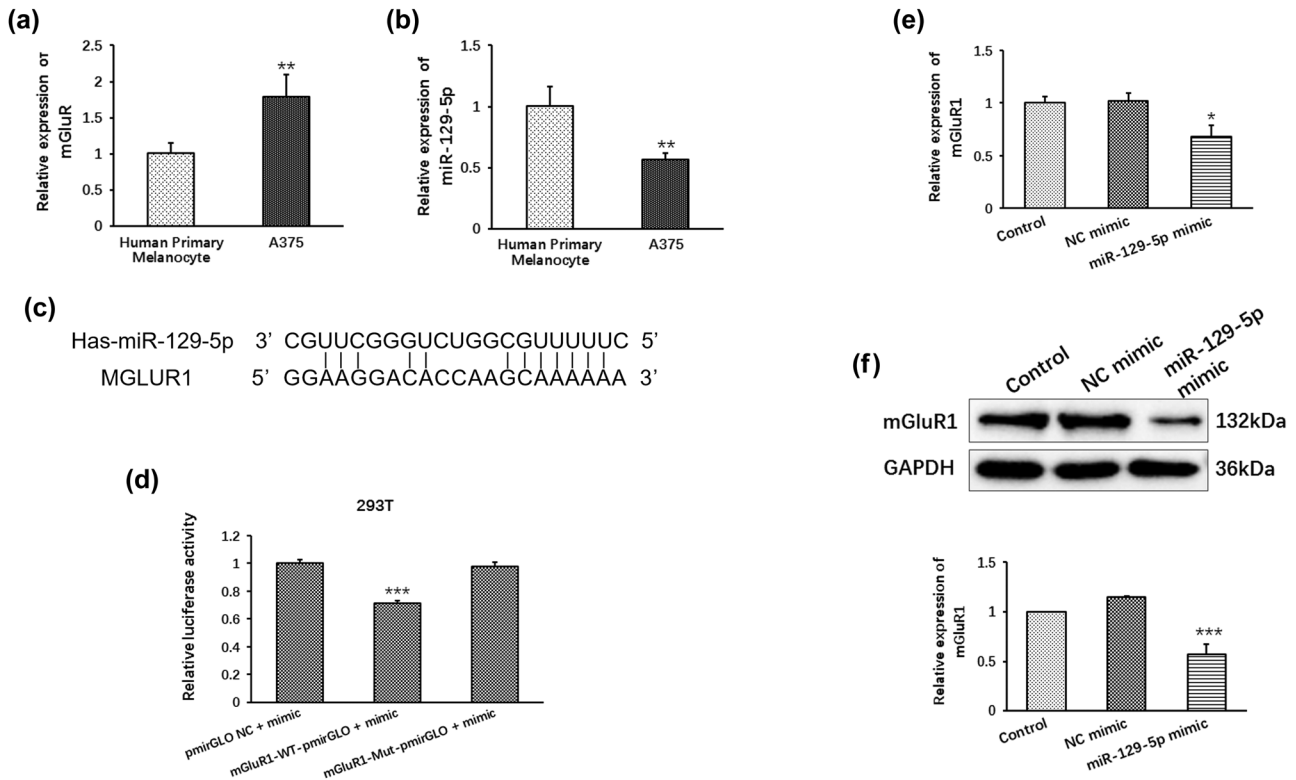 (a)
Relative expression of
mGluR
2.5
2
1.5
1
0.5
0
**
Human Primary
Melanocyte
A375
(b)
Relative expression of
miR-129-5p
1.5
1
0.5
0
**
Human Primary
Melanocyte
A375
(c)
Has-miR-129-5p 3’ CGUUCGGGUCUGGCGUUUUUC 5’
MGLUR1 5’ GGAAGGACACCAAGCAAAAAA 3’
(d)
293T
Relative luciferase activity
1.2
1
0.8
0.6
0.4
0.2
0
***
pmirGLO NC + mimic
mGluR1-WT-pmirGLO + mimic
mGluR1-Mut-pmirGLO + mimic
(e)
Relative expression of
mGluR1
1.5
1
0.5
0
*
Control
NC mimic
miR-129-5p mimic
(f)
Control
NC mimic
miR-129-5p
mimic
mGluR1 132kDa
GAPDH 36kDa
Relative expression of
mGluR1
1.5
1
0.5
0
***
Control
NC mimic
miR-129-5p mimic